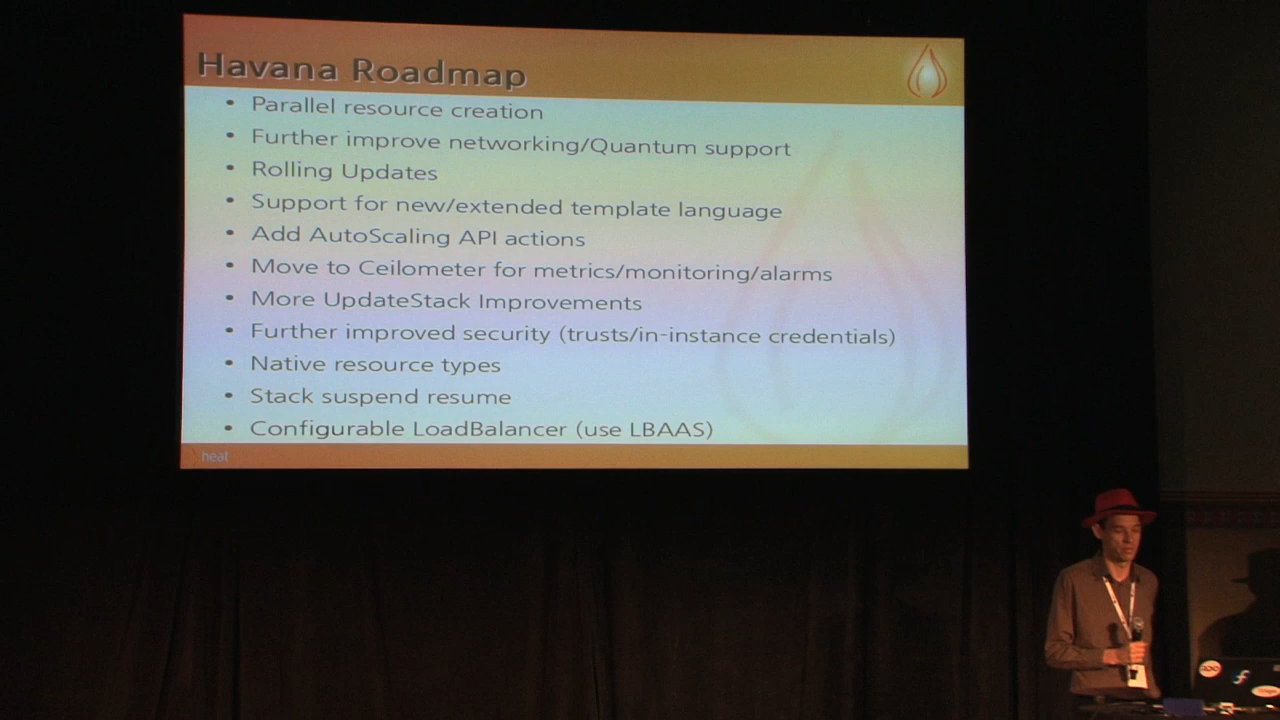 Havana Roadmap
• Parallel resource creation
• Further improve networking/Quantum support
• Rolling Updates
• Support for new/extended template language
• Add AutoScaling API actions
• Move to Ceilometer for metrics/monitoring/alarms
• More UpdateStack Improvements
• Further improved security (trusts/in-instance credentials)
• Native resource types
• Stack suspend resume
• Configurable LoadBalancer (use LBAAS)
heat